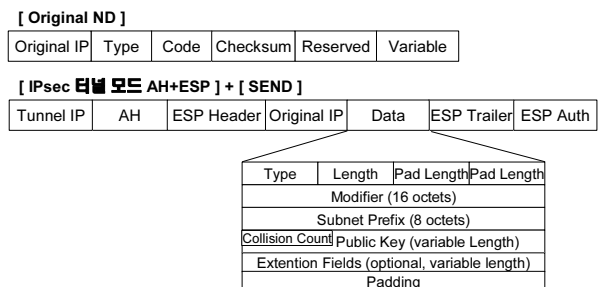 [ Original ND ]
Original IP Type Code Checksum Reserved Variable
[ IPsec 터널 모드 AH+ESP ] + [ SEND ]
Tunnel IP AH ESP Header Original IP Data ESP Trailer ESP Auth
Type Length Pad Length Pad Length
Modifier (16 octets)
Subnet Prefix (8 octets)
Collision Count Public Key (variable Length)
Extention Fields (optional, variable length)
Padding